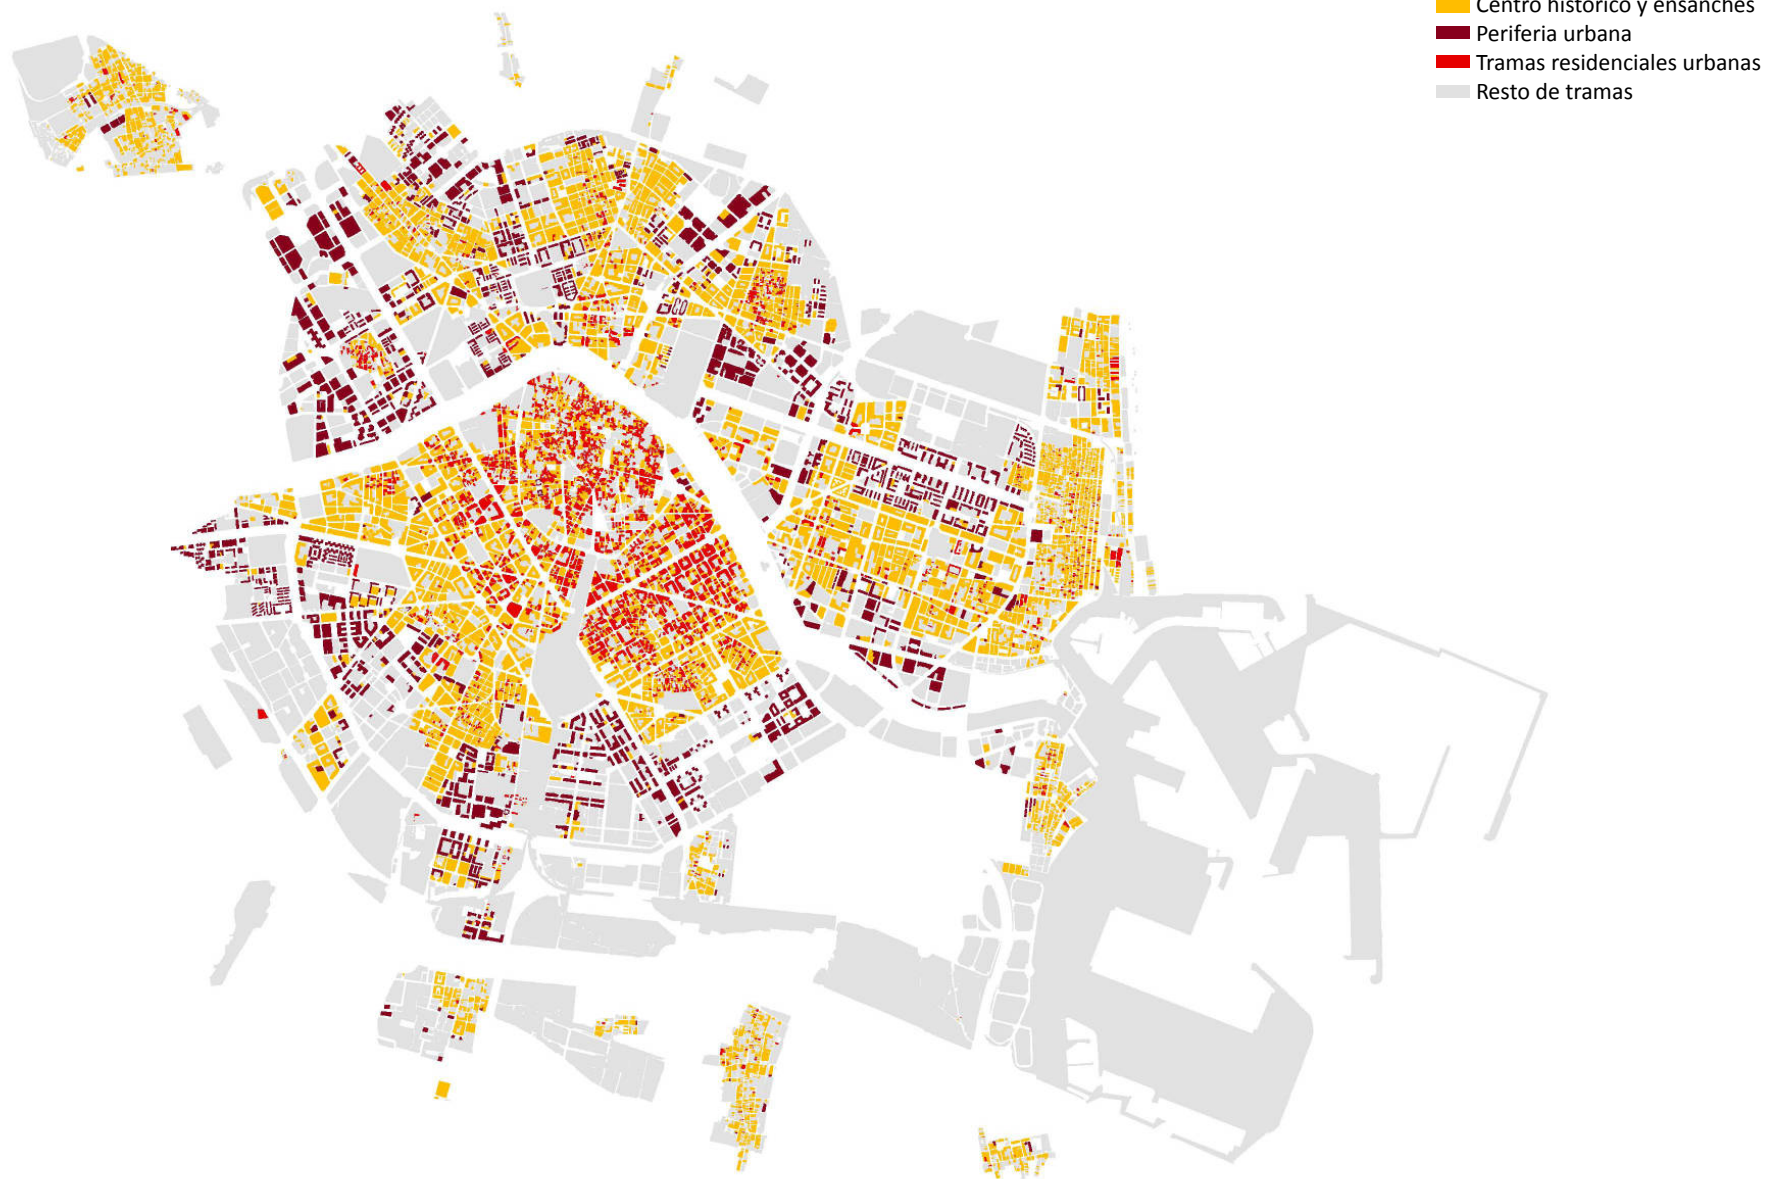 Centro histórico y ensanches
Periferia urbana
Tramas residenciales urbanas
Resto de tramas